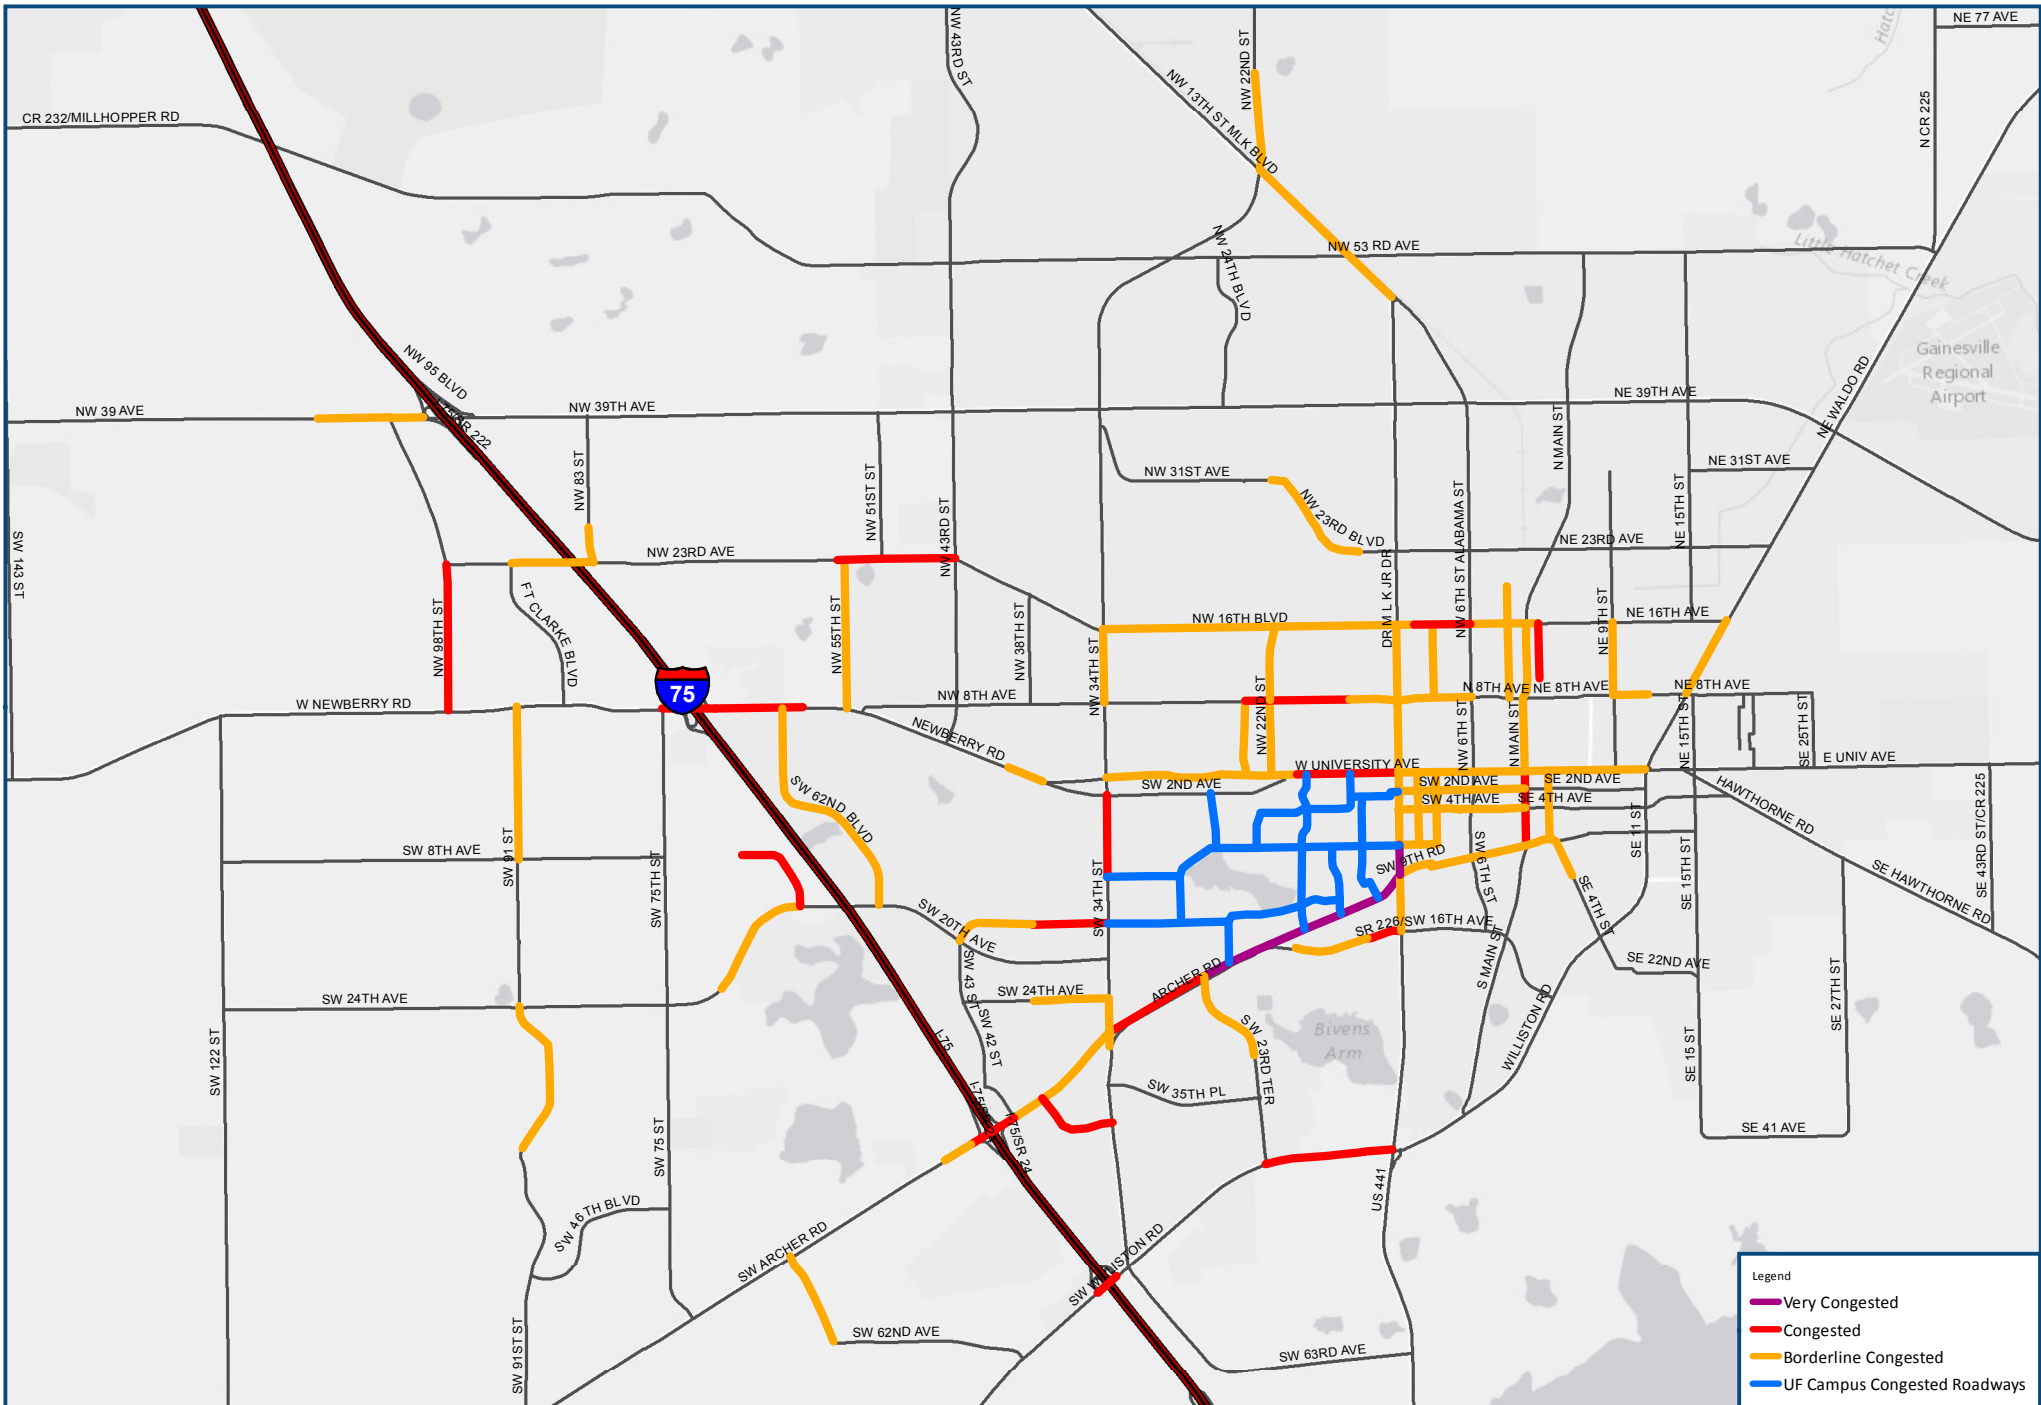 NE 77 AVE
NW 43RD ST
NW 22ND ST
Hatc
NW 13TH ST MLK BLVD
N CR 225
CR 232/MILLHOPPER RD
NW 53 RD AVE
NW 24TH BLVD
Little Hatchet Creek
Gainesville
Regional
Airport
NW 95 BLVD
I-75/SR 222
NW 39 AVE
NW 39TH AVE
NE 39TH AVE
NE WALDO RD
N MAIN ST
NW 83 ST
NW 51ST ST
NW 43RD ST
NW 31ST AVE
NE 31ST AVE
NW 23RD BLVD
NW 6TH ST ALABAMA ST
NE 15TH ST
SW 143 ST
NW 23RD AVE
NE 23RD AVE
DR M L K JR DR
NW 98TH ST
FT CLARKE BLVD
NW 55TH ST
NW 38TH ST
NW 34TH ST
NW 16TH BLVD
NE 9TH ST
NE 16TH AVE
75
W NEWBERRY RD
NW 8TH AVE
N 8TH AVE
NE 8TH AVE
NE 8TH AVE
NW 22ND ST
NW 6TH ST
N MAIN ST
NE 15TH ST
SE 25TH ST
NEWBERRY RD
W UNIVERSITY AVE
E UNIV AVE
SW 2ND AVE
SW 2ND AVE
SE 2ND AVE
SW 4TH AVE
SE 4TH AVE
HAWTHORNE RD
SE 43RD ST/CR 225
SW 62ND BLVD
SW 91 ST
SW 8TH AVE
SW 75TH ST
SW 34TH ST
SW 9TH RD
SW 6TH ST
SE 11 ST
SE 15TH ST
SE HAWTHORNE RD
SW 20TH AVE
SR 226/SW 16TH AVE
SE 4TH ST
S MAIN ST
SE 22ND AVE
SW 43 ST
ARCHER RD
SW 24TH AVE
SW 24TH AVE
WILLISTON RD
SE 27TH ST
SW 122 ST
I-75
SW 42 ST
SW 23RD TER
Bivens
Arm
SE 15 ST
SW 35TH PL
I-75/SR 24
SW 75 ST
SE 41 AVE
US 441
SW 46TH BLVD
SW ARCHER RD
SW WILLISTON RD
SW 91ST ST
SW 62ND AVE
SW 63RD AVE
Legend
Very Congested
Congested
Borderline Congested
UF Campus Congested Roadways